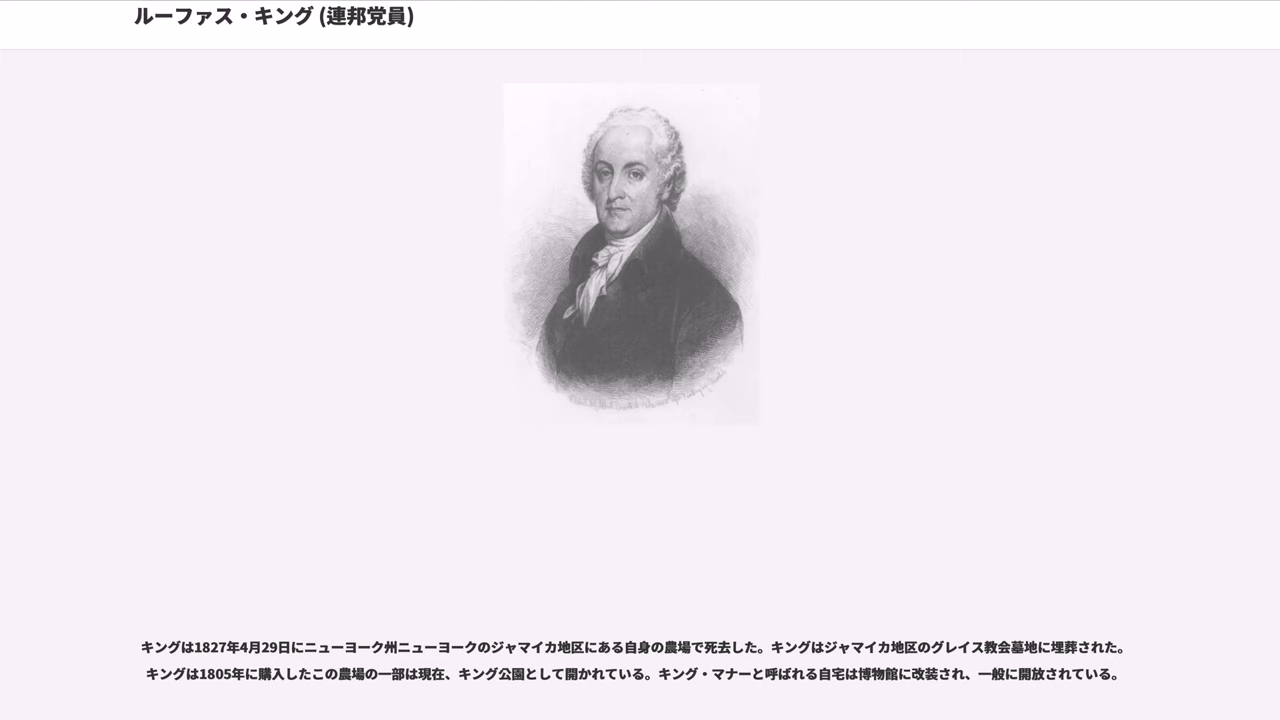 ルーファス・キング (連邦党員)
キングは1827年4月29日にニューヨーク州ニューヨークのジャマイカ地区にある自身の農場で死去した。キングはジャマイカ地区のグレイス教会墓地に埋葬された。
キングは1805年に購入したこの農場の一部は現在、キング公園として開かれている。キング・マナーと呼ばれる自宅は博物館に改装され、一般に開放されている。